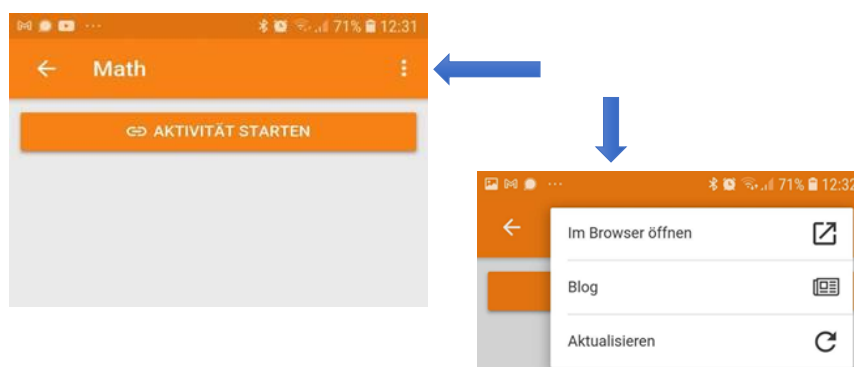 71% 12:31
Math
AKTIVITÄT STARTEN
71% 12:32
Im Browser öffnen
Blog
Aktualisieren